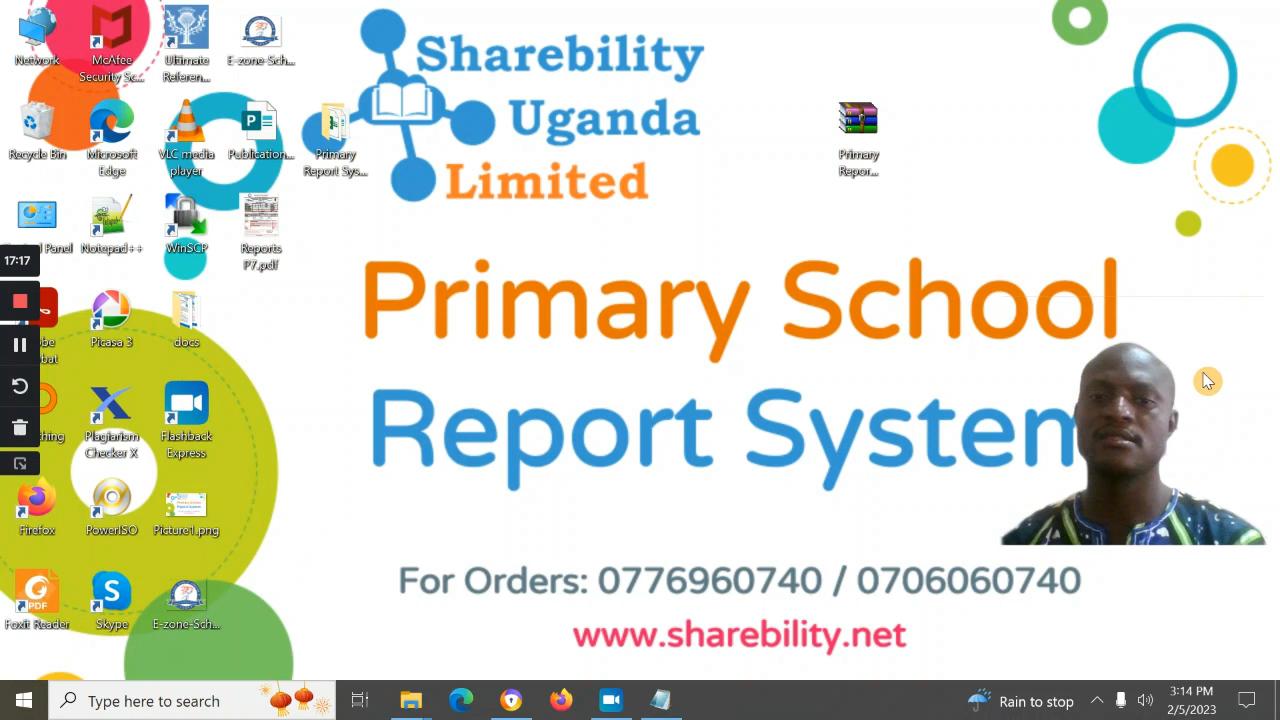 Network
McAfee
Security Sc...
Ultimate
Referen...
E-zone-Sch...
Sharebility
Uganda
Limited
Recycle Bin
Microsoft
Edge
VLC media
player
Publication...
Primary
Report Sys...
Primary
Repor...
Panel
Notepad++
WinSCP
Reports
P7.pdf
17:17
Primary School
Report System
bat
Picasa 3
docs
Plagiarism
Checker X
Flashback
Express
Firefox
PowerISO
Picture1.png
For Orders: 0776960740 / 0706060740
www.sharebility.net
PDF
Foxit Reader
Skype
E-zone-Sch...
Type here to search
Rain to stop
3:14 PM
2/5/2023